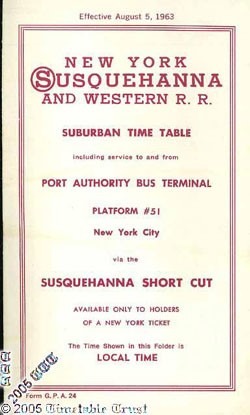 Effective August 5, 1963
NEW YORK
SUSQUEHANNA
AND WESTERN R. R.
SUBURBAN TIME TABLE
including service to and from
PORT AUTHORITY BUS TERMINAL
PLATFORM #51
New York City
via the
SUSQUEHANNA SHORT CUT
AVAILABLE ONLY TO HOLDERS
OF A NEW YORK TICKET
The Time Shown in this Folder is
LOCAL TIME
Form G. P. A. 24
2005 TTT
© 2005 Timetable Trust